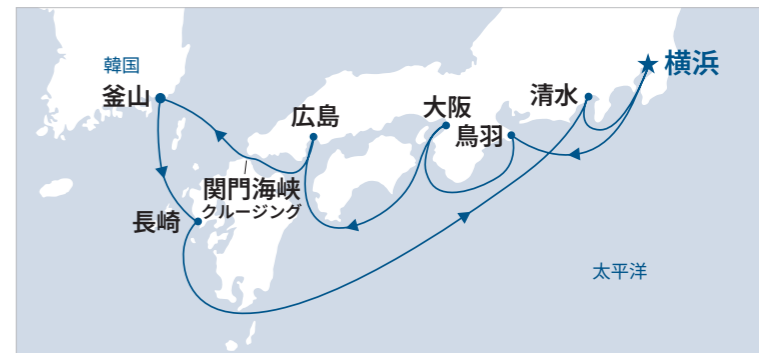 韓国
釜山
広島
大阪
鳥羽
清水
★横浜
関門海峡
クルージング
長崎
太平洋